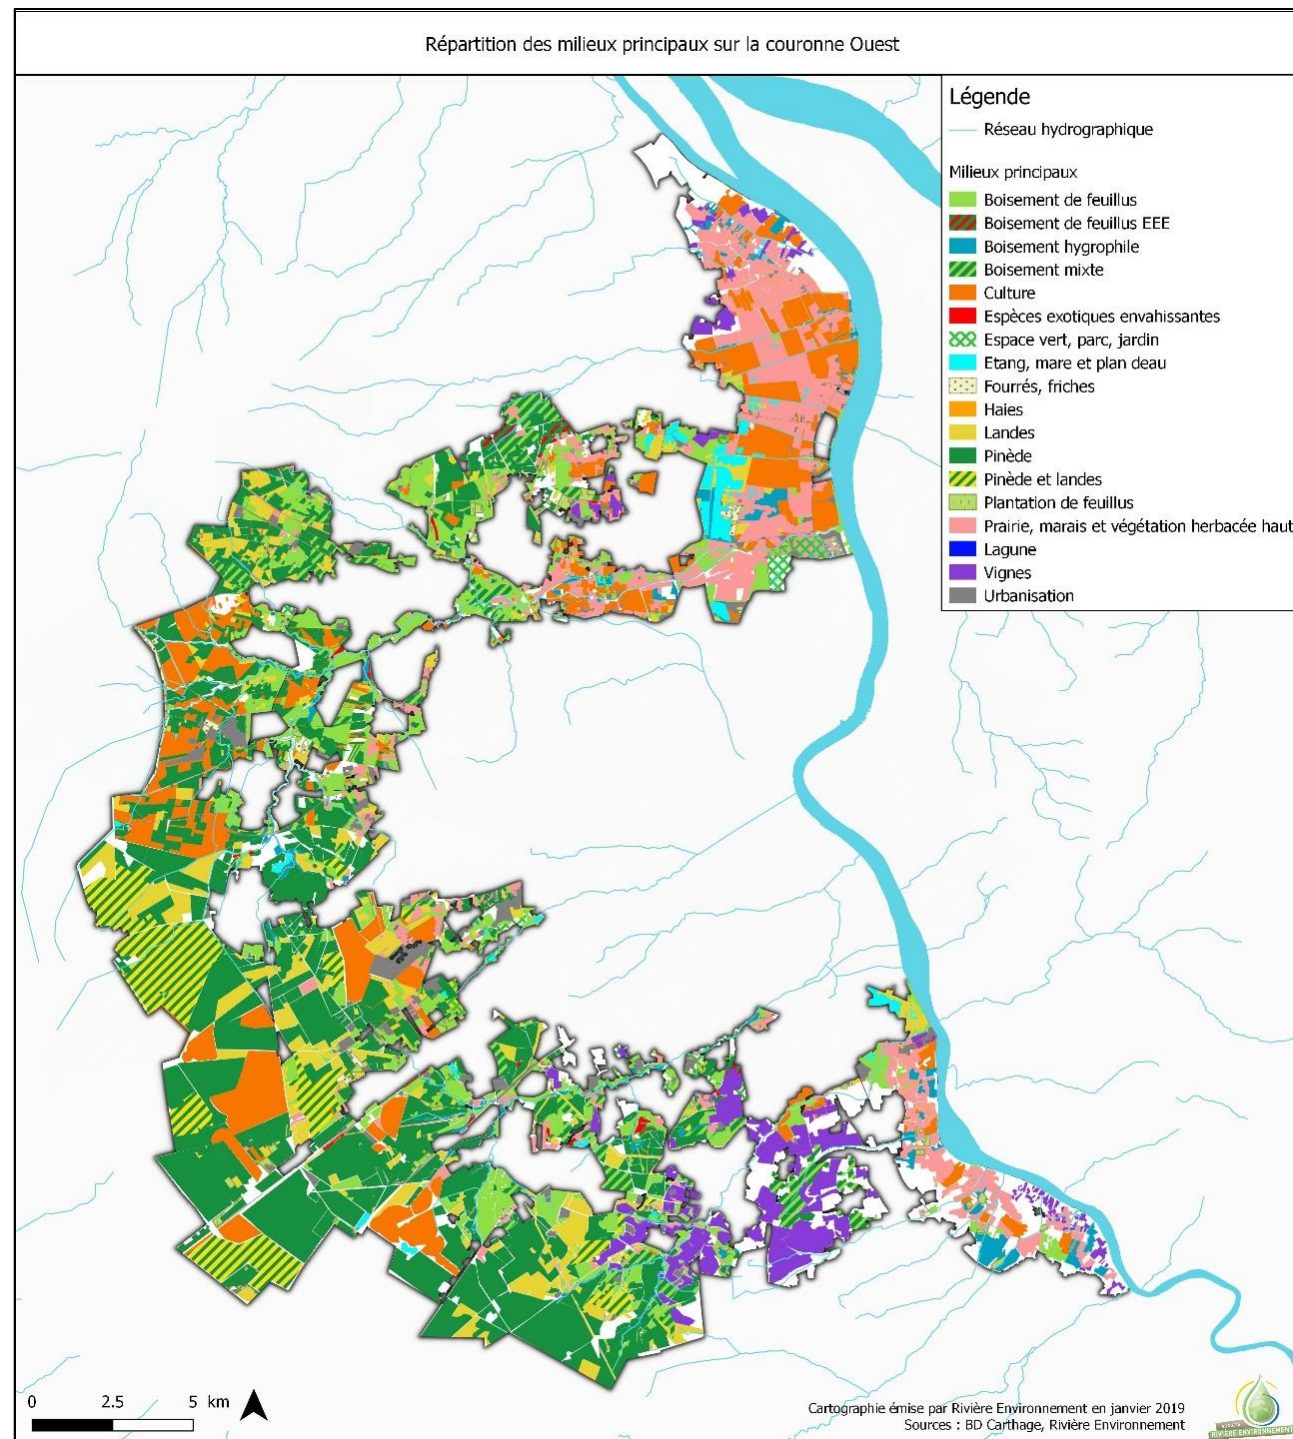 Répartition des milieux principaux sur la couronne Ouest
Légende
Réseau hydrographique
Milieux principaux
Boisement de feuillus
Boisement de feuillus EEE
Boisement hygrophile
Boisement mixte
Culture
Espèces exotiques envahissantes
Espace vert, parc, jardin
Etang, mare et plan deau
Fourrés, friches
Haies
Landes
Pinède
Pinède et landes
Plantation de feuillus
Prairie, marais et végétation herbacée haut
Lagune
Vignes
Urbanisation
0 2.5 5 km
Cartographie émise par Rivière Environnement en janvier 2019
Sources : BD Carthage, Rivière Environnement
RIVIÈRE ENVIRONNEMENT